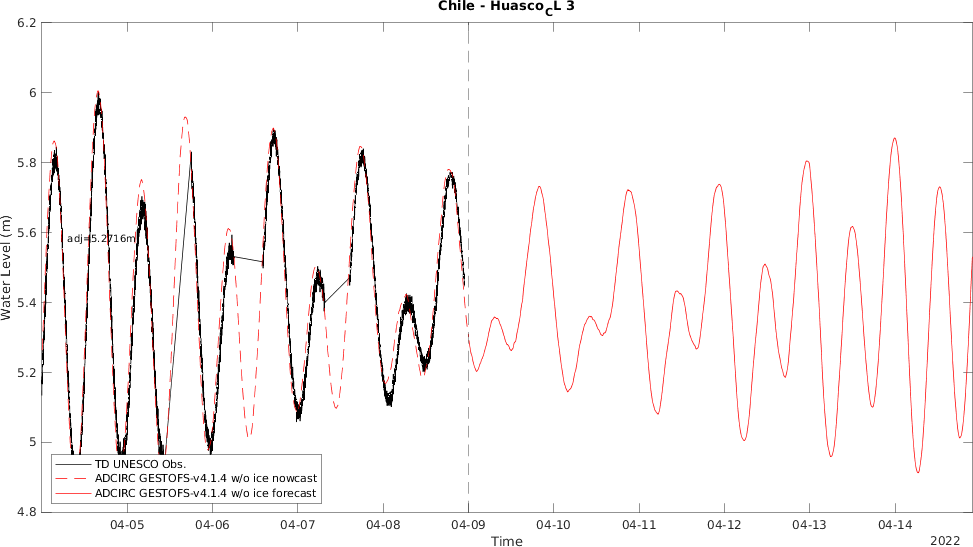 Chile - Huasco_CL 3
Water Level (m)
6.2
6
5.8
5.6
5.4
5.2
5
4.8
adj=5.2716m
TD UNESCO Obs.
ADCIRC GESTOFS-v4.1.4 w/o ice nowcast
ADCIRC GESTOFS-v4.1.4 w/o ice forecast
04-05 04-06 04-07 04-08 04-09 04-10 04-11 04-12 04-13 04-14
Time
2022